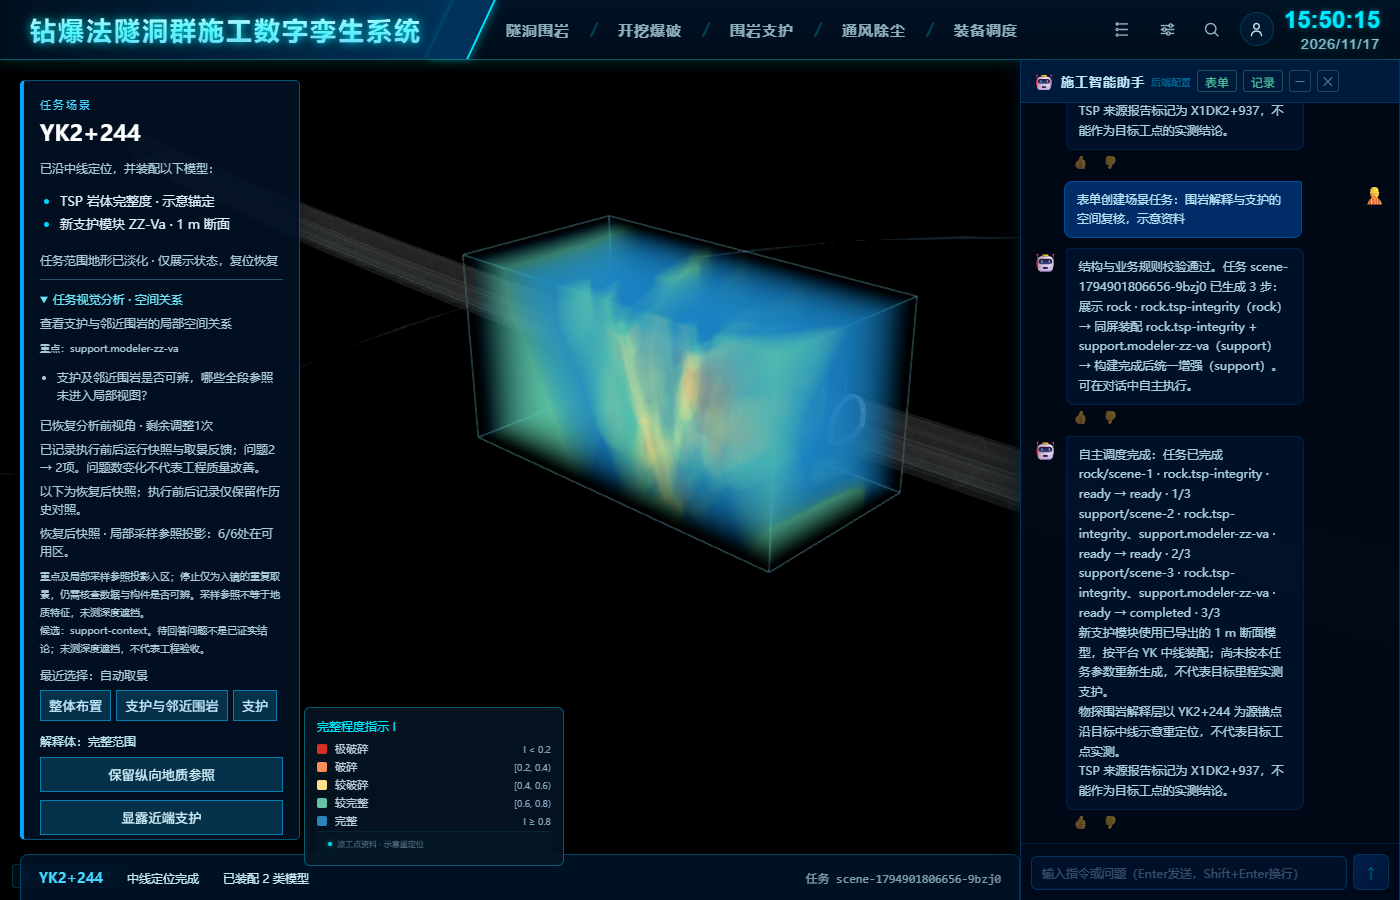 钻爆法隧洞群施工数字孪生系统
隧洞围岩 / 开挖爆破 / 围岩支护 / 通风除尘 / 装备调度
15:50:15
2026/11/17
任务场景
YK2+244
已沿中线定位，并装配以下模型：
• TSP 岩体完整度 · 示意锚定
• 新支护模块 ZZ-Va · 1 m 断面
任务范围地形已淡化 · 仅展示状态，复位恢复
▼ 任务视觉分析 · 空间关系
查看支护与邻近围岩的局部空间关系
重点：support.modeler-zz-va
• 支护及邻近围岩是否可辨，哪些全段参照
未进入局部视图？
已恢复分析前视角 · 剩余调整1次
已记录执行前后运行快照与取景反馈；问题2
→ 2项。问题数变化不代表工程质量改善。
以下为恢复后快照；执行前后记录仅保留作历
史对照。
恢复后快照 · 局部采样参照投影：6/6处在可
用区。
重点及局部采样参照投影入区；停止仅为入镜的重复取
景，仍需核查数据与构件是否可辨。采样参照不等于地
质特征，未测深度遮挡。
候选：support-context。待回答问题不是已证实结
论；未测深度遮挡，不代表工程验收。
最近选择：自动取景
整体布置 支护与邻近围岩 支护
解释体：完整范围
保留纵向地质参照
显露近端支护
完整程度指示 I
极破碎 I < 0.2
破碎 [0.2, 0.4)
较破碎 [0.4, 0.6)
较完整 [0.6, 0.8)
完整 I ≥ 0.8
源工点资料 · 示意重定位
YK2+244 中线定位完成 已装配 2 类模型
任务 scene-1794901806656-9bzj0
施工智能助手 后端配置 表单 记录
TSP 来源报告标记为 X1DK2+937，不
能作为目标工点的实测结论。
表单创建场景任务：围岩解释与支护的
空间复核，示意资料
结构与业务规则校验通过。任务 scene-
1794901806656-9bzj0 已生成 3 步：
展示 rock · rock.tsp-integrity（rock）
→ 同屏装配 rock.tsp-integrity +
support.modeler-zz-va（support）
→ 构建完成后统一增强（support）。
可在对话中自主执行。
自主调度完成：任务已完成
rock/scene-1 · rock.tsp-integrity ·
ready → ready · 1/3
support/scene-2 · rock.tsp-
integrity、support.modeler-zz-va ·
ready → ready · 2/3
support/scene-3 · rock.tsp-
integrity、support.modeler-zz-va ·
ready → completed · 3/3
新支护模块使用已导出的 1 m 断面模
型，按平台 YK 中线装配；尚未按本任
务参数重新生成，不代表目标里程实测
支护。
物探围岩解释层以 YK2+244 为源锚点
沿目标中线示意重定位，不代表目标工
点实测。
TSP 来源报告标记为 X1DK2+937，不
能作为目标工点的实测结论。
输入指令或问题（Enter发送，Shift+Enter换行）